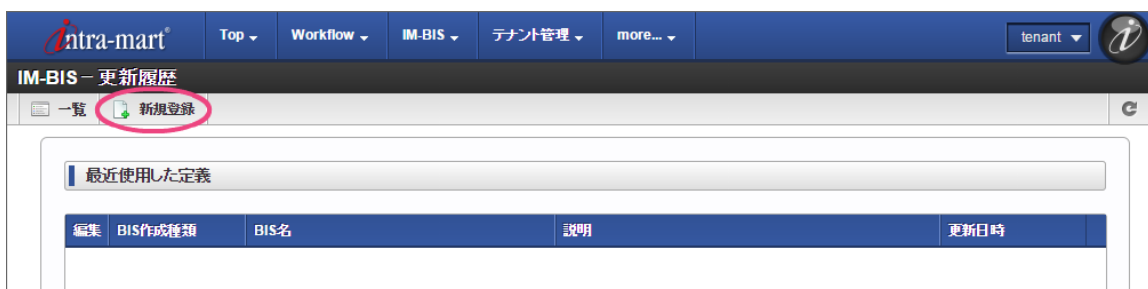 intra-mart® Top Workflow IM-BIS テナント管理 more... tenant
IM-BIS－更新履歴
一覧 新規登録
最近使用した定義
編集 BIS作成種類 BIS名 説明 更新日時